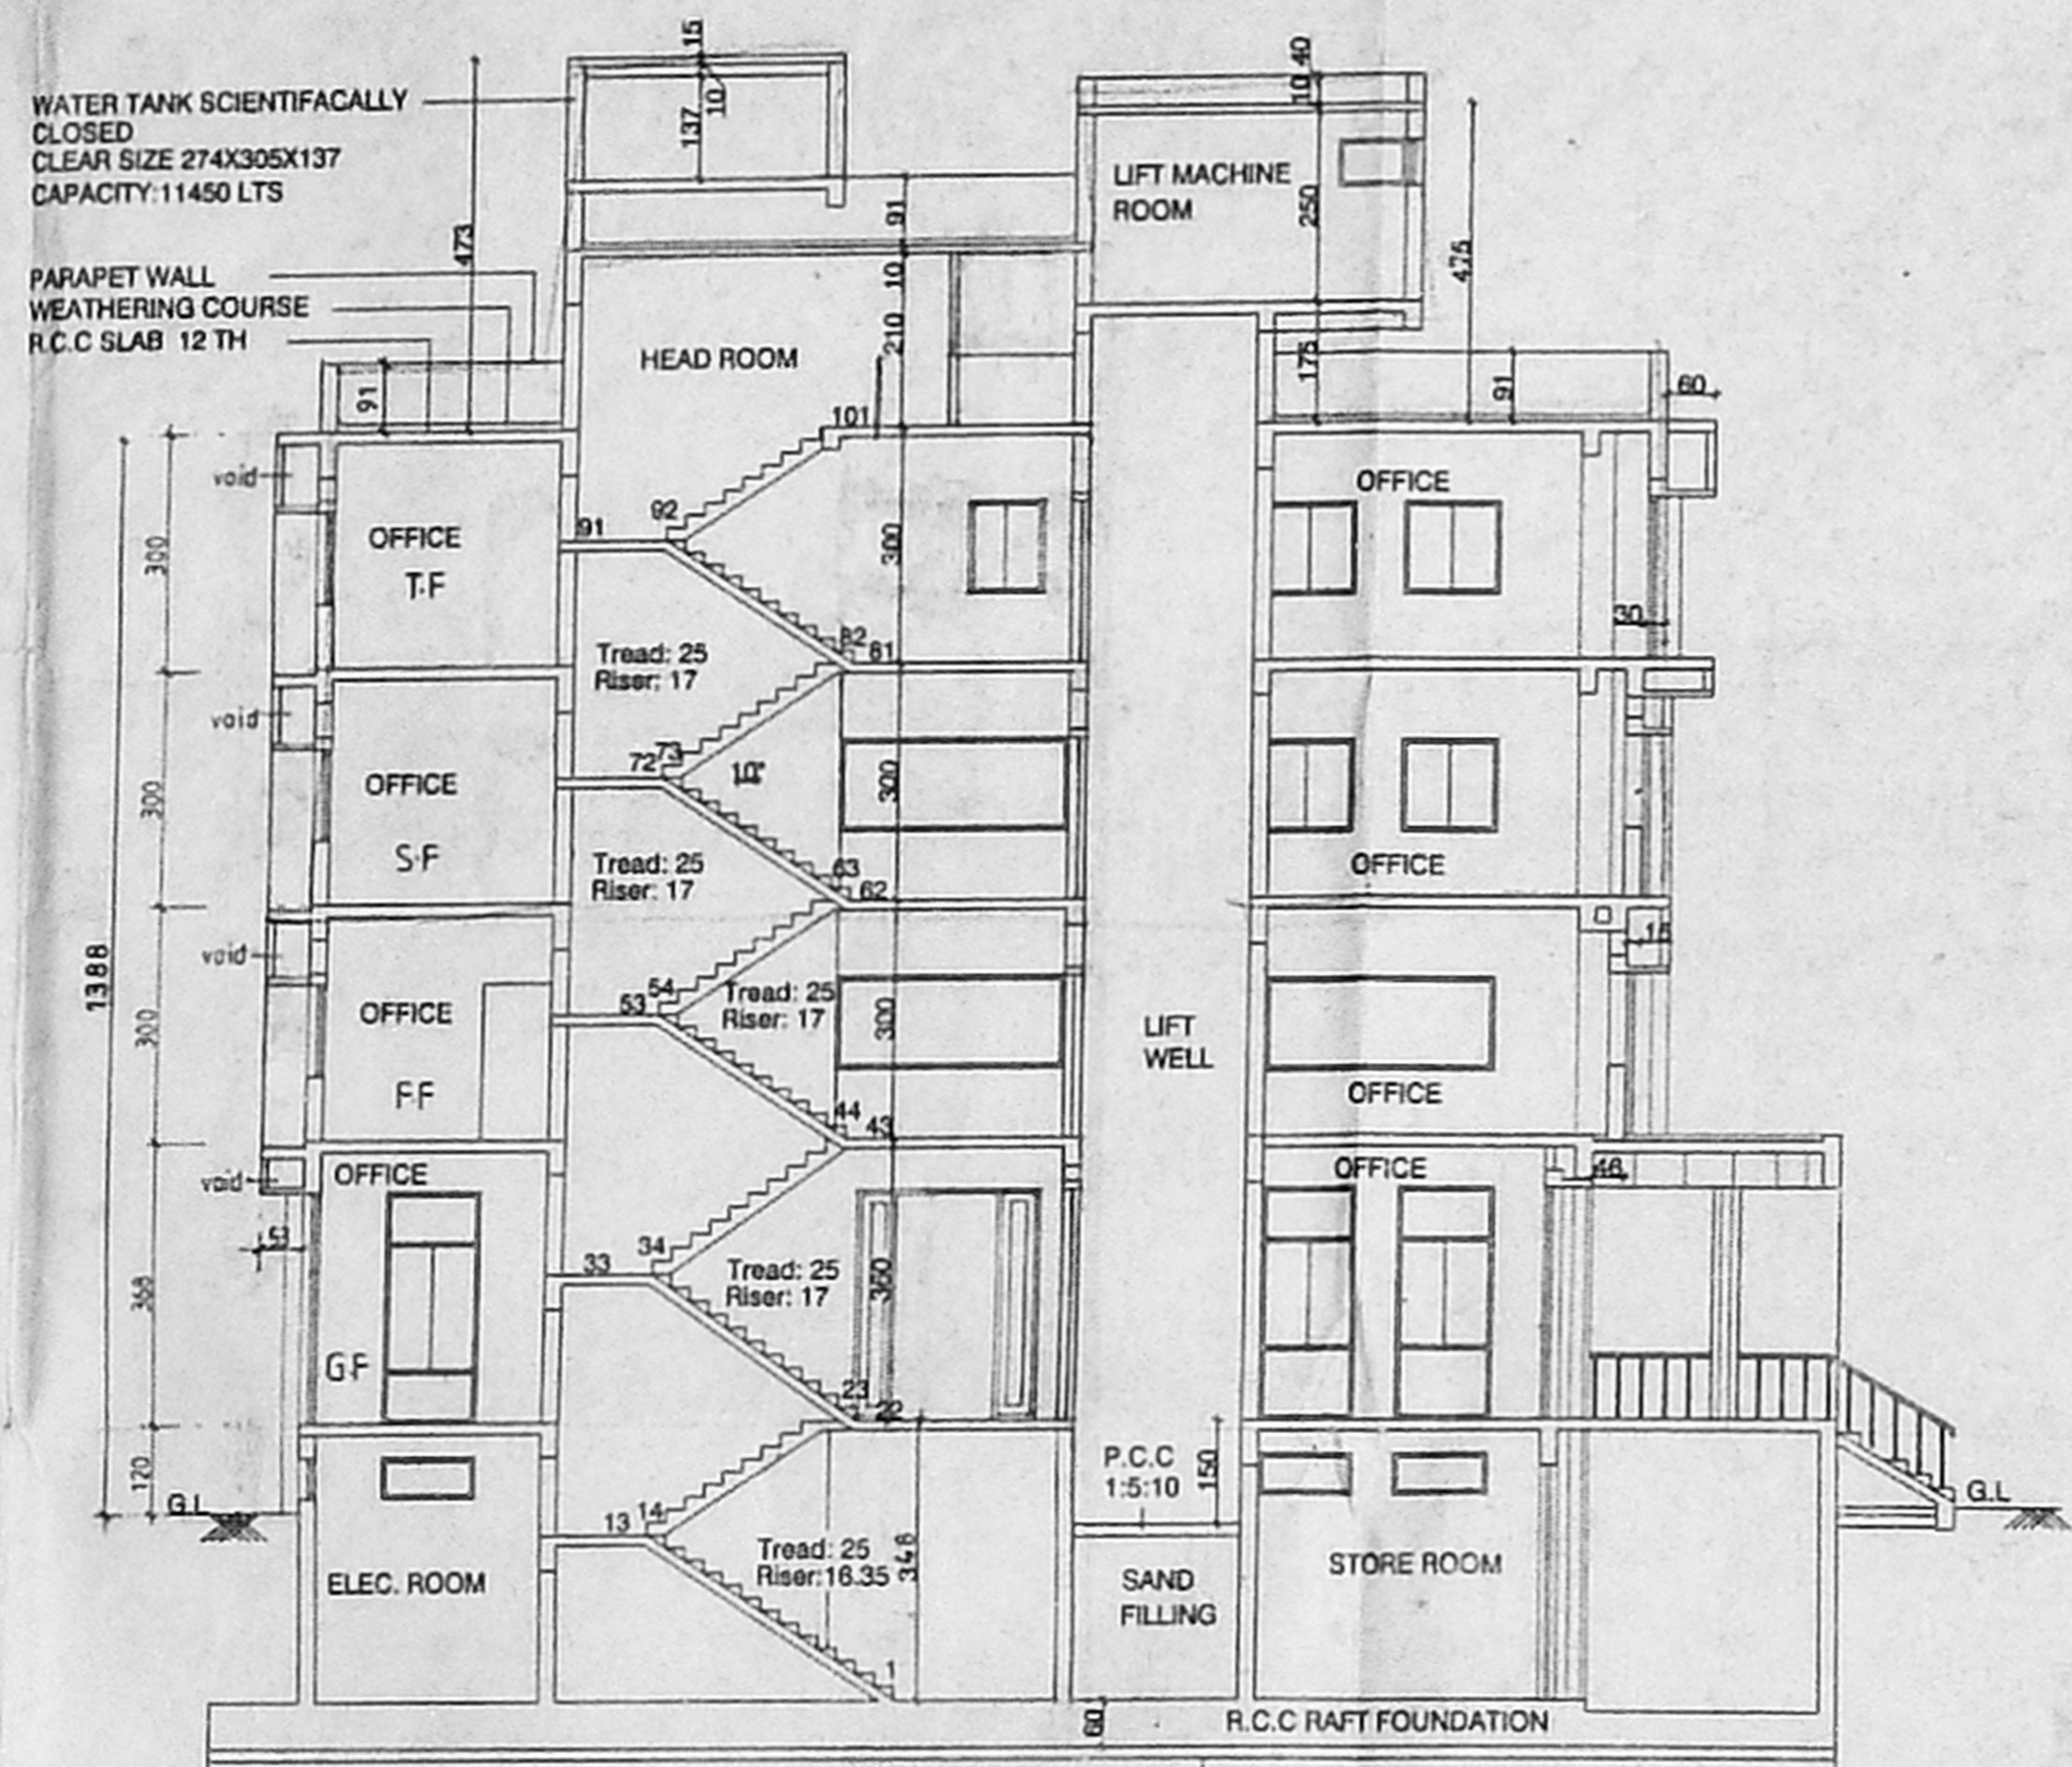 15
10 40
WATER TANK SCIENTIFACALLY
CLOSED
CLEAR SIZE 274X305X137
CAPACITY:11450 LTS
137
10
LIFT MACHINE
ROOM
250
473
91
475
PARAPET WALL
WEATHERING COURSE
R.C.C SLAB 12 TH
10
210
HEAD ROOM
175
91
91
60
101
void
OFFICE
92
91
OFFICE
T.F
300
300
30
82
81
Tread: 25
Riser: 17
void
73
72
10"
OFFICE
300
300
S.F
Tread: 25
Riser: 17
63
62
OFFICE
void
15
1388
54
53
Tread: 25
Riser: 17
OFFICE
300
300
LIFT
WELL
F.F
44
43
OFFICE
void
OFFICE
OFFICE
46
34
33
Tread: 25
Riser: 17
G.F
23
22
120
P.C.C
1:5:10
150
G.L
G.L
14
13
Tread: 25
Riser:16.35
348
ELEC. ROOM
SAND
FILLING
STORE ROOM
1
60
R.C.C RAFT FOUNDATION